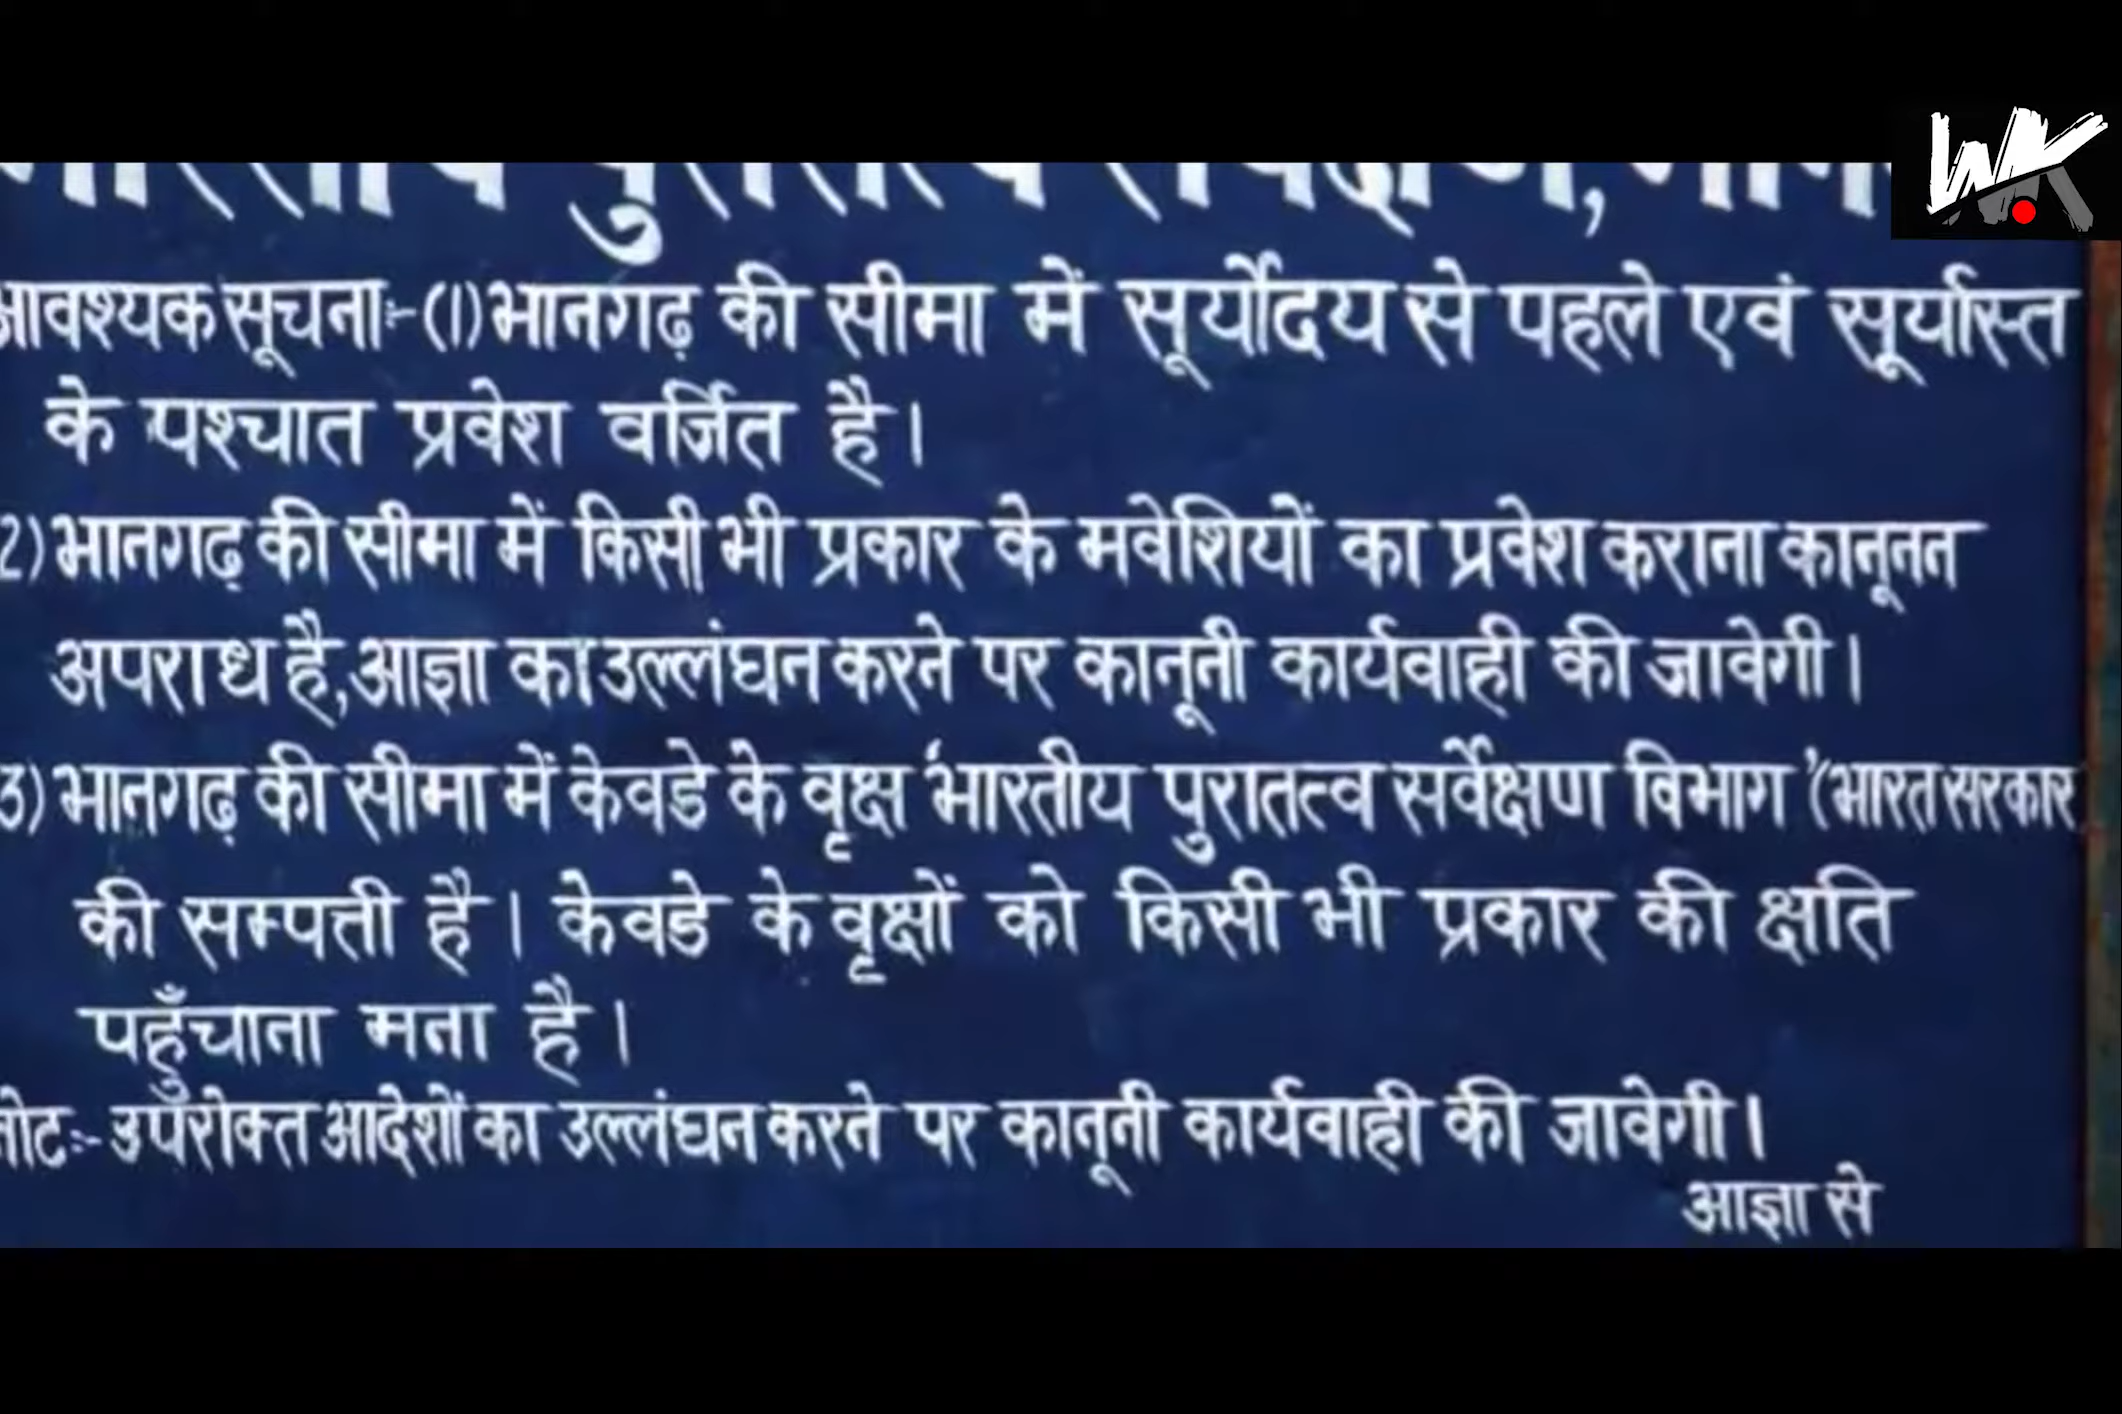 आवश्यक सूचनाः-(1) भानगढ़ की सीमा में सूर्योदय से पहले एवं सूर्यास्त
के पश्चात प्रवेश वर्जित है।
2) भानगढ़ की सीमा में किसी भी प्रकार के मवेशियों का प्रवेश कराना कानूनन
अपराध है, आज्ञा का उल्लंघन करने पर कानूनी कार्यवाही की जावेगी।
3) भानगढ़ की सीमा में केवडे के वृक्ष 'भारतीय पुरातत्व सर्वेक्षण विभाग' (भारत सरकार
की सम्पत्ती है। केवडे के वृक्षों को किसी भी प्रकार की क्षति
पहुँचाना मना है।
नोटः- उपरोक्त आदेशों का उल्लंघन करने पर कानूनी कार्यवाही की जावेगी।
आज्ञा से
WK